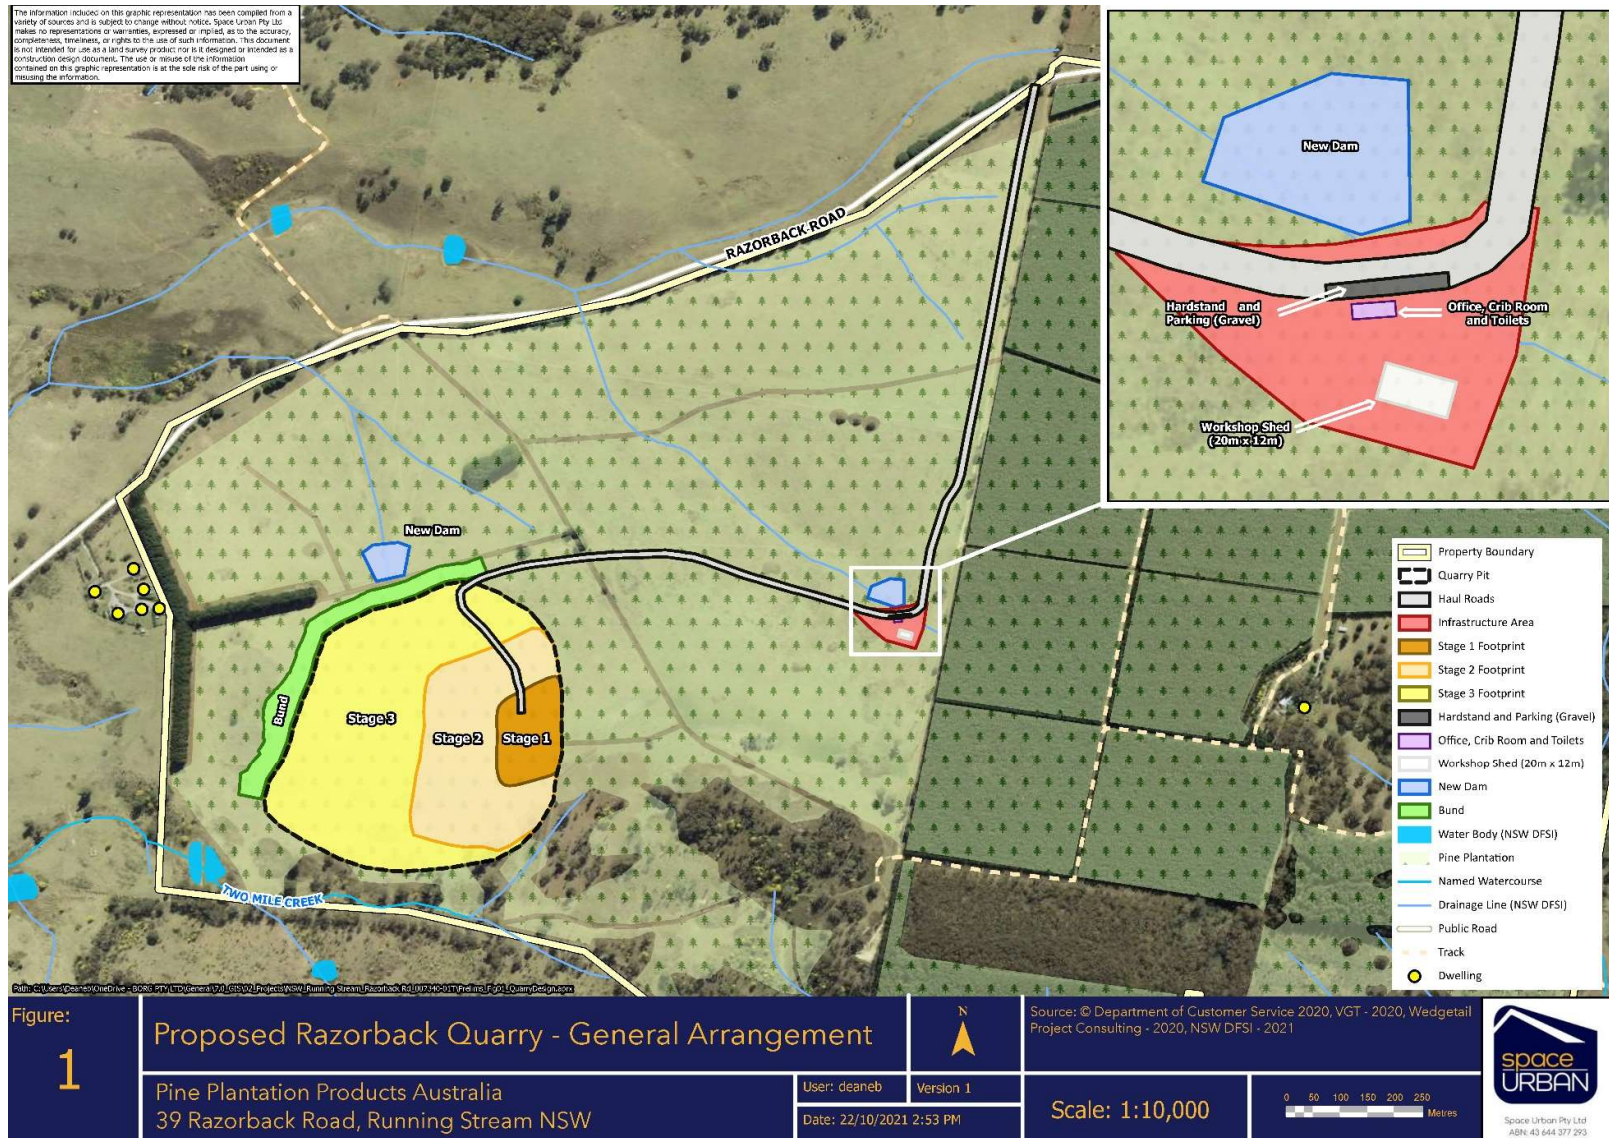 The information included on this graphic representation has been compiled from a
variety of sources and is subject to change without notice. Space Urban Pty Ltd
makes no representations or warranties, expressed or implied, as to the accuracy,
completeness, timeliness, or rights to the use of such information. This document
is not intended for use as a land survey product nor is it designed or intended as a
construction design document. The use or misuse of the information
contained on this graphic representation is at the sole risk of the part using or
misusing the information.
RAZORBACK ROAD
New Dam
Hardstand and
Parking (Gravel)
Office, Crib Room
and Toilets
Workshop Shed
(20m x 12m)
New Dam
Bund
Stage 3
Stage 2
Stage 1
TWO MILE CREEK
Property Boundary
Quarry Pit
Haul Roads
Infrastructure Area
Stage 1 Footprint
Stage 2 Footprint
Stage 3 Footprint
Hardstand and Parking (Gravel)
Office, Crib Room and Toilets
Workshop Shed (20m x 12m)
New Dam
Bund
Water Body (NSW DFSI)
Pine Plantation
Named Watercourse
Drainage Line (NSW DFSI)
Public Road
Track
Dwelling
Figure:
1
Proposed Razorback Quarry - General Arrangement
Pine Plantation Products Australia
39 Razorback Road, Running Stream NSW
N
User: deaneb
Version 1
Date: 22/10/2021 2:53 PM
Source: © Department of Customer Service 2020, VGT - 2020, Wedgetail
Project Consulting - 2020, NSW DFSI - 2021
Scale: 1:10,000
0 50 100 150 200 250
Metres
space
URBAN
Space Urban Pty Ltd
ABN: 43 644 377 293